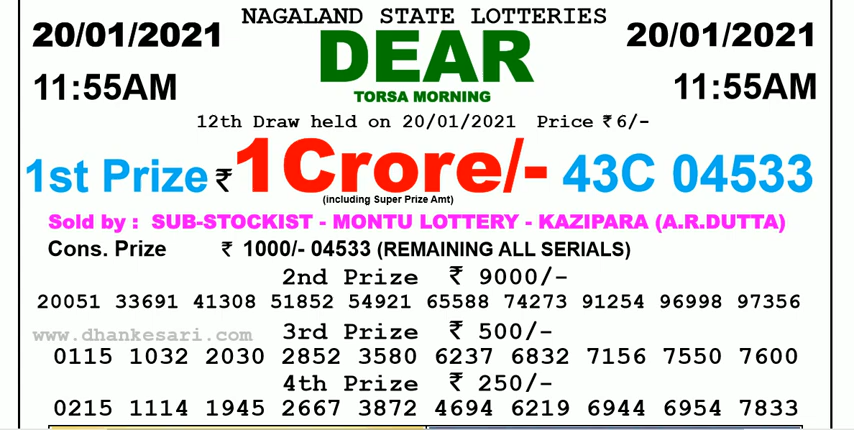 NAGALAND STATE LOTTERIES
20/01/2021 DEAR 20/01/2021
11:55AM TORSA MORNING 11:55AM
12th Draw held on 20/01/2021 Price ₹ 6/-
1st Prize ₹ 1Crore/- 43C 04533
(including Super Prize Amt)
Sold by : SUB-STOCKIST - MONTU LOTTERY - KAZIPARA (A.R.DUTTA)
Cons. Prize ₹ 1000/- 04533 (REMAINING ALL SERIALS)
2nd Prize ₹ 9000/-
20051 33691 41308 51852 54921 65588 74273 91254 96998 97356
www.dhankesari.com 3rd Prize ₹ 500/-
0115 1032 2030 2852 3580 6237 6832 7156 7550 7600
4th Prize ₹ 250/-
0215 1114 1945 2667 3872 4694 6219 6944 6954 7833